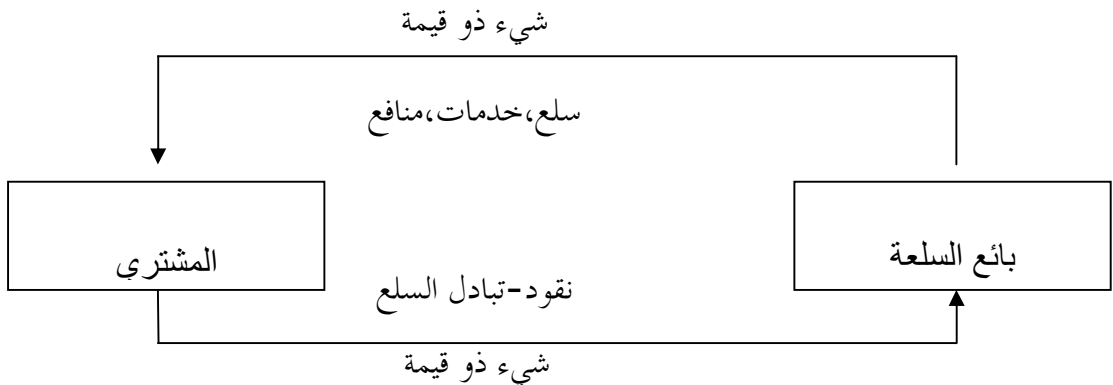 شيء ذو قيمة
سلع،خدمات،منافع
بائع السلعة
المشتري
نقود-تبادل السلع
شيء ذو قيمة